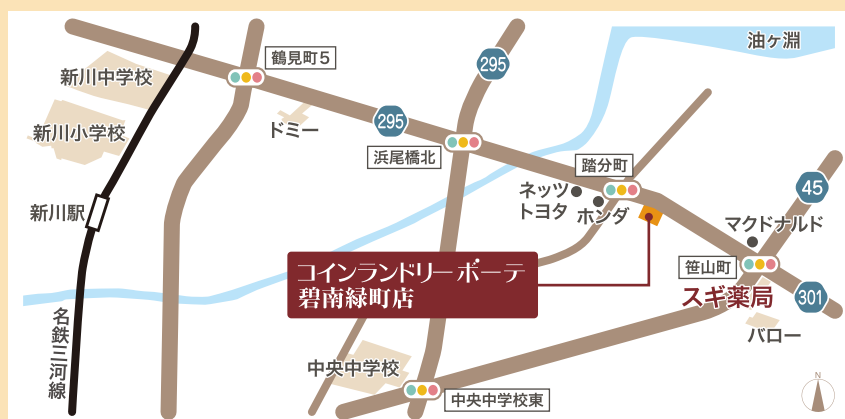 鶴見町5
油ヶ淵
新川中学校
295
ドミー
295
新川小学校
浜尾橋北
踏分町
ネッツ
トヨタ
ホンダ
45
新川駅
マクドナルド
笹山町
コインランドリーボーテ
碧南緑町店
スギ薬局
301
名鉄三河線
バロー
中央中学校
中央中学校東
N